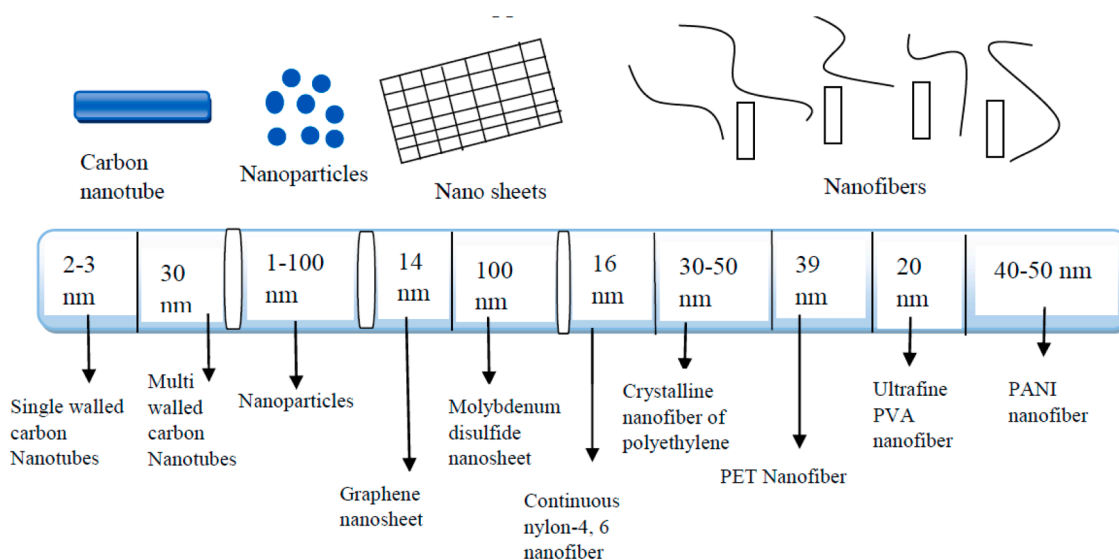 Carbon
nanotube
Nanoparticles
Nano sheets
Nanofibers
2-3
nm
30
nm
1-100
nm
14
nm
100
nm
16
nm
30-50
nm
39
nm
20
nm
40-50 nm
Single walled
carbon
Nanotubes
Multi
walled
carbon
Nanotubes
Nanoparticles
Graphene
nanosheet
Molybdenum
disulfide
nanosheet
Continuous
nylon-4, 6
nanofiber
Crystalline
nanofiber of
polyethylene
PET Nanofiber
Ultrafine
PVA
nanofiber
PANI
nanofiber